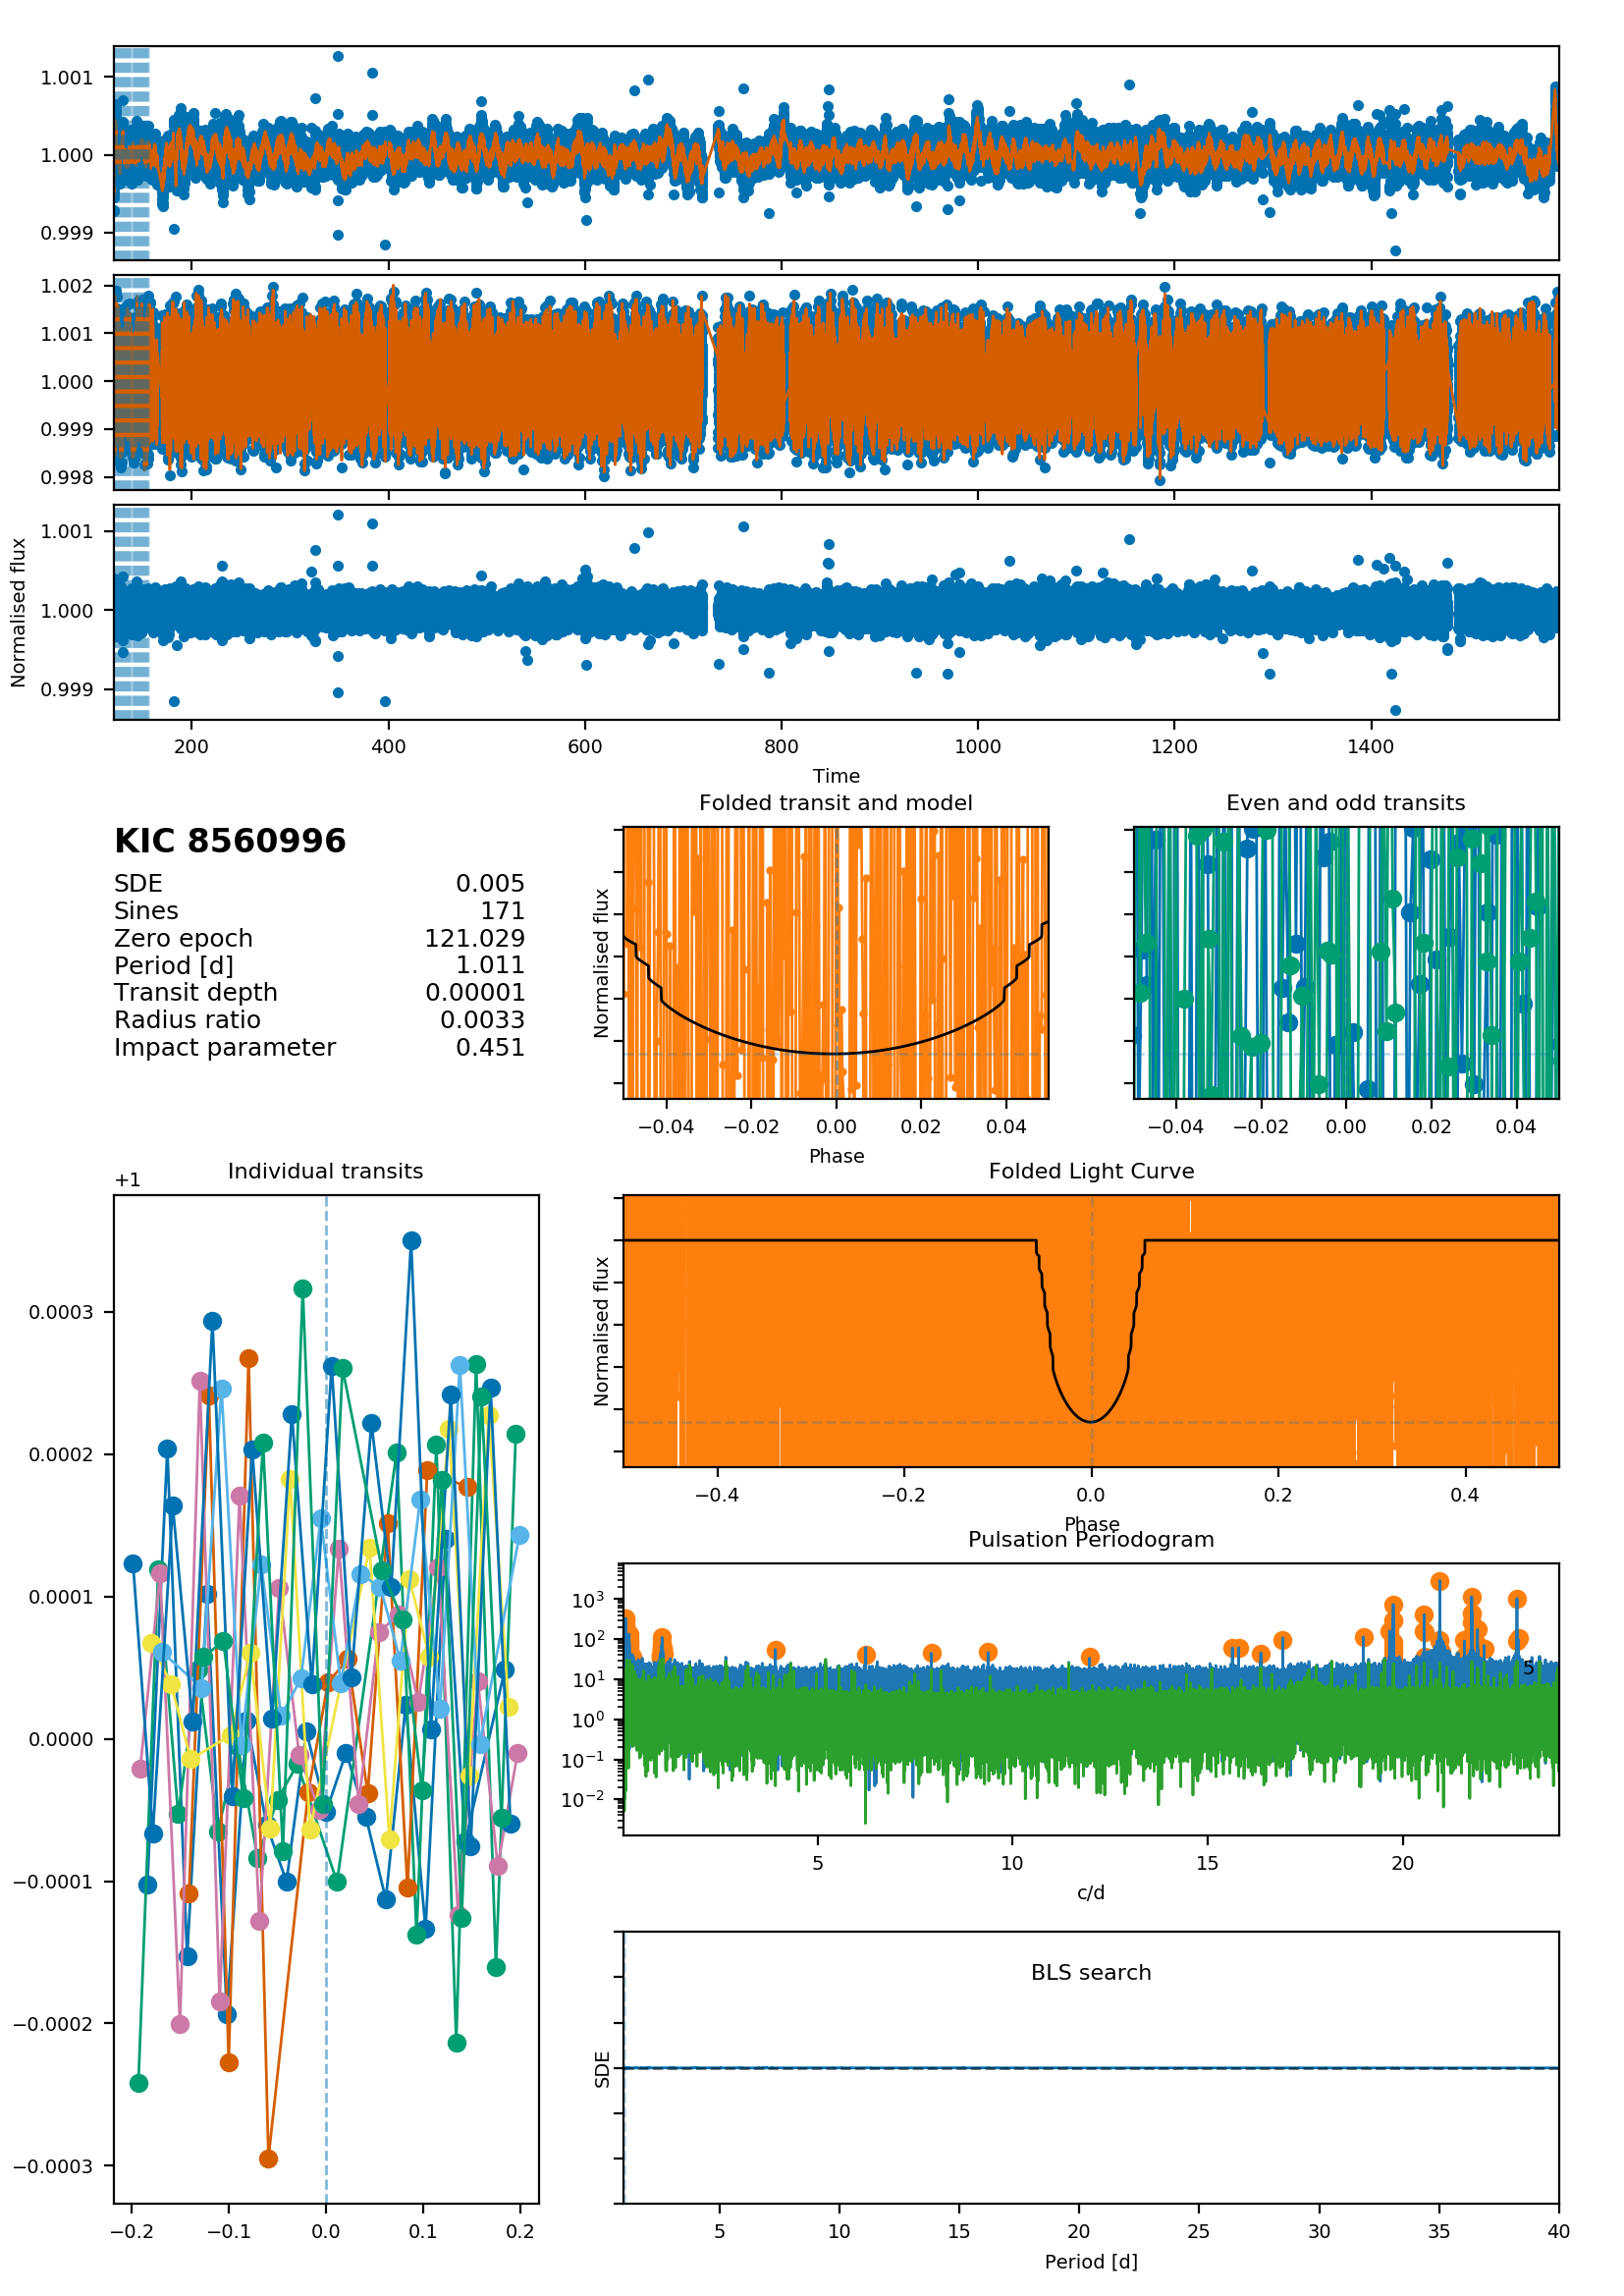 1.001
1.000
0.999
1.002
1.001
1.000
0.999
0.998
1.001
1.000
0.999
Normalised flux
200 400 600 800 1000 1200 1400
Time
KIC 8560996
SDE 0.005
Sines 171
Zero epoch 121.029
Period [d] 1.011
Transit depth 0.00001
Radius ratio 0.0033
Impact parameter 0.451
Folded transit and model
Normalised flux
−0.04 −0.02 0.00 0.02 0.04
Phase
Even and odd transits
−0.04 −0.02 0.00 0.02 0.04
Individual transits
+1
0.0003
0.0002
0.0001
0.0000
−0.0001
−0.0002
−0.0003
−0.2 −0.1 0.0 0.1 0.2
Folded Light Curve
Normalised flux
−0.4 −0.2 0.0 0.2 0.4
Phase
Pulsation Periodogram
10³
10²
10¹
10⁰
10⁻¹
10⁻²
5
5 10 15 20
c/d
BLS search
SDE
5 10 15 20 25 30 35 40
Period [d]